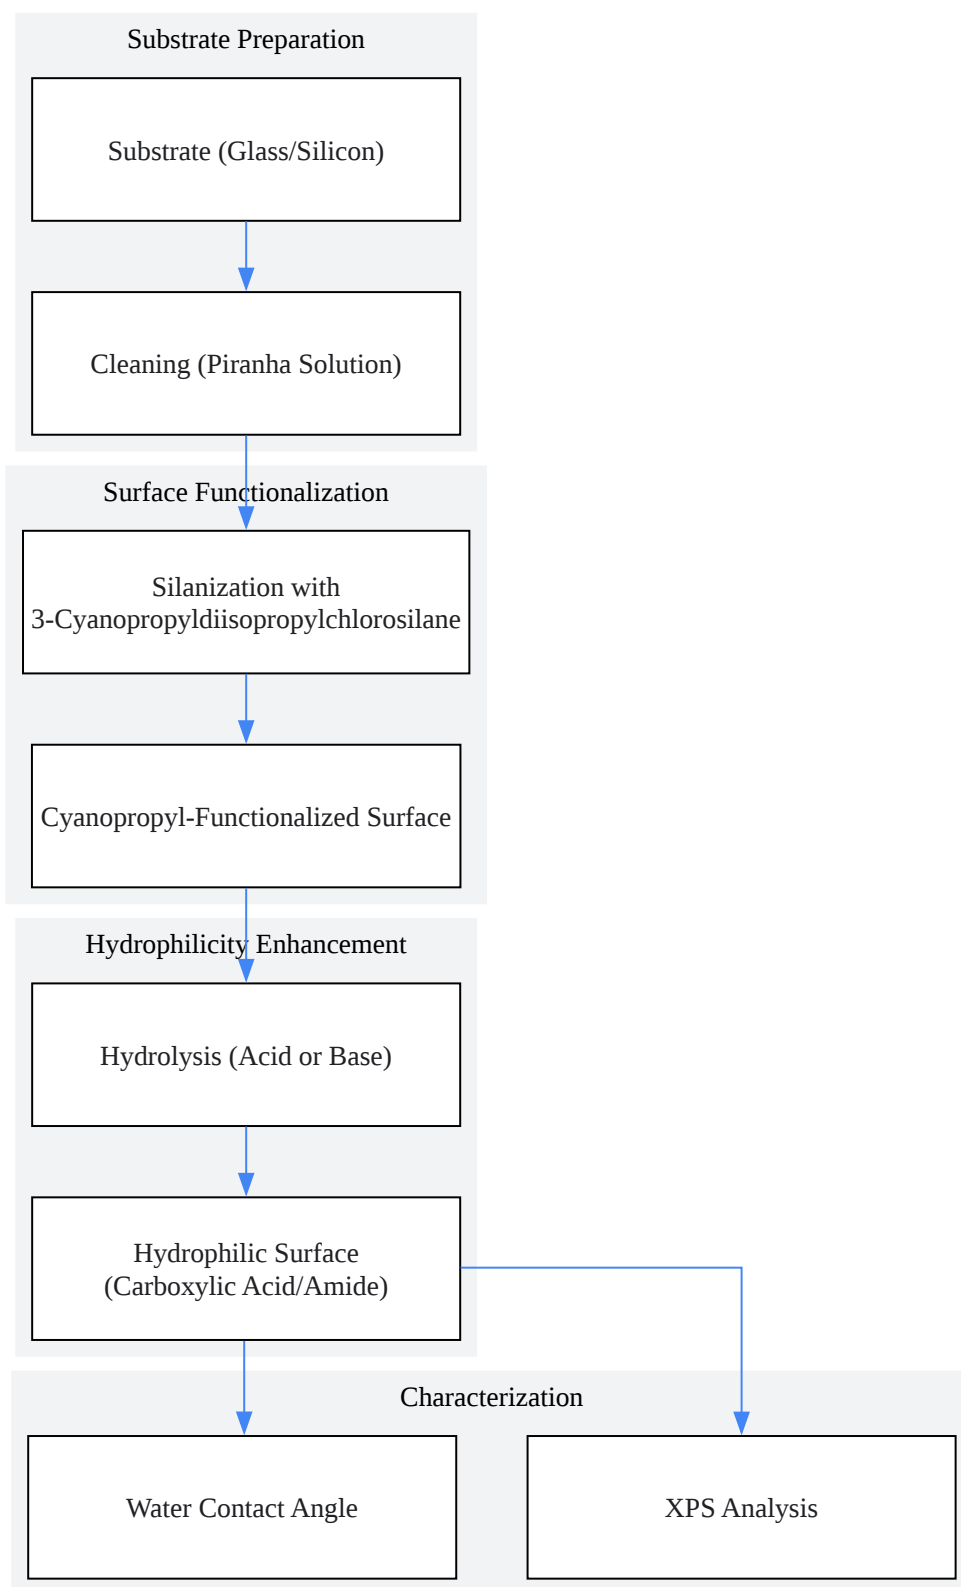 Substrate Preparation
Substrate (Glass/Silicon)
Cleaning (Piranha Solution)
Surface Functionalization
Silanization with
3-Cyanopropyldiisopropylchlorosilane
Cyanopropyl-Functionalized Surface
Hydrophilicity Enhancement
Hydrolysis (Acid or Base)
Hydrophilic Surface
(Carboxylic Acid/Amide)
Characterization
Water Contact Angle
XPS Analysis